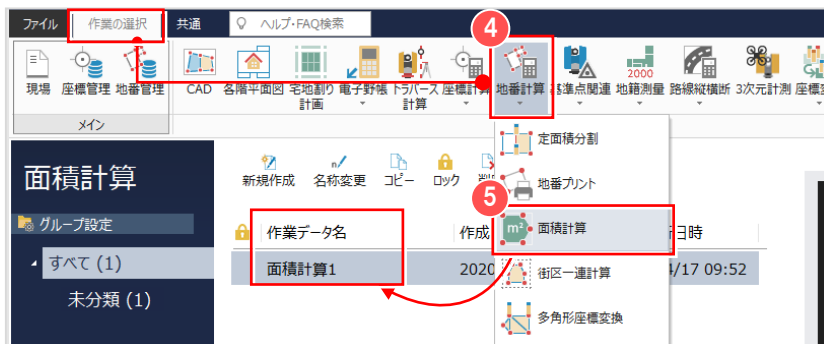 ファイル 作業の選択 共通 ヘルプ・FAQ検索
4
2000
現場 座標管理 地番管理 CAD 各階平面図 宅地割り計画 電子野帳 トラバース計算 座標計算 地番計算 基準点関連 地籍測量 路線縦横断 3次元計測
メイン
定面積分割
面積計算
新規作成 名称変更 コピー ロック
地番プリント
5
グループ設定
作業データ名 作成 日時
m² 面積計算
すべて (1)
面積計算1 2020 /17 09:52
街区一連計算
未分類 (1)
多角形座標変換